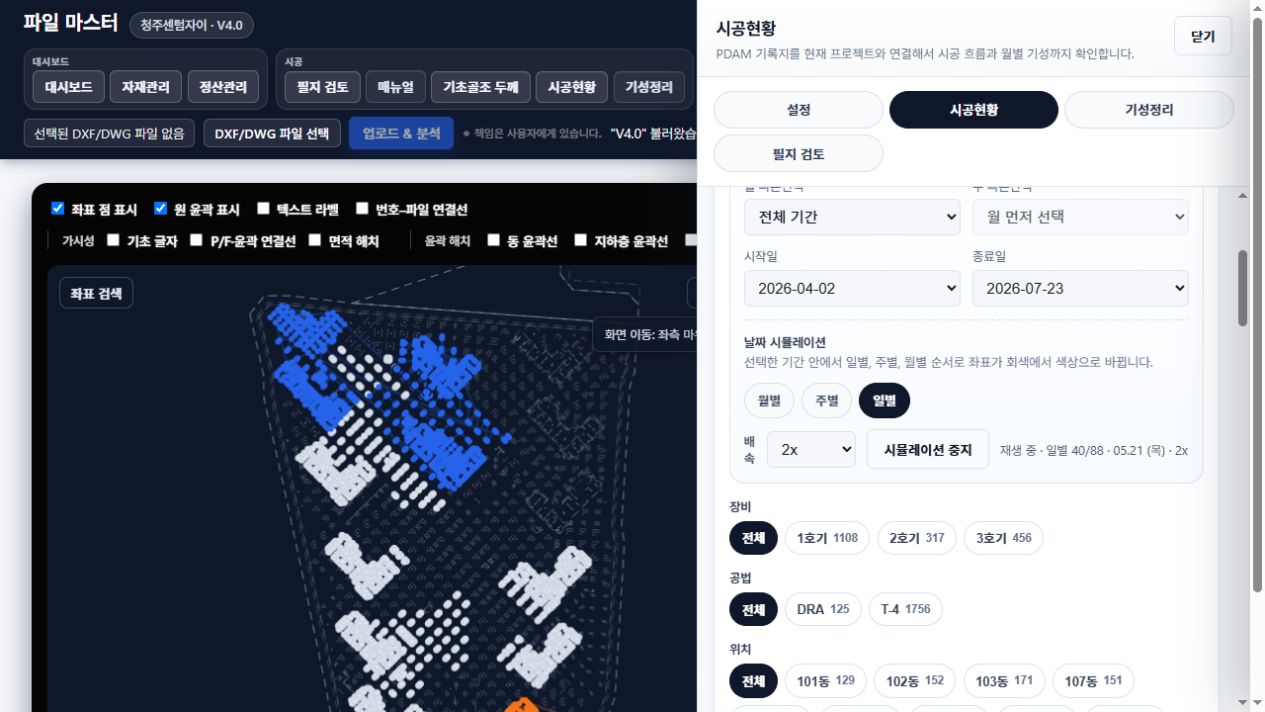 파일 마스터
청주센텀자이 · V4.0
대시보드
대시보드
자재관리
정산관리
시공
필지 검토
매뉴얼
기초골조 두께
시공현황
기성정리
선택된 DXF/DWG 파일 없음
DXF/DWG 파일 선택
업로드 & 분석
● 책임은 사용자에게 있습니다.
"V4.0" 불러왔습
좌표 점 표시
원 윤곽 표시
텍스트 라벨
번호–파일 연결선
가시성
기초 글자
P/F-윤곽 연결선
면적 해치
윤곽 해치
동 윤곽선
지하층 윤곽선
좌표 검색
화면 이동: 좌측 마우
시공현황
PDAM 기록지를 현재 프로젝트와 연결해서 시공 흐름과 월별 기성까지 확인합니다.
닫기
설정
시공현황
기성정리
필지 검토
전체 기간
월 먼저 선택
시작일
종료일
2026-04-02
2026-07-23
날짜 시뮬레이션
선택한 기간 안에서 일별, 주별, 월별 순서로 좌표가 회색에서 색상으로 바뀝니다.
월별
주별
일별
배속
2x
시뮬레이션 중지
재생 중 · 일별 40/88 · 05.21 (목) · 2x
장비
전체
1호기 1108
2호기 317
3호기 456
공법
전체
DRA 125
T-4 1756
위치
전체
101동 129
102동 152
103동 171
107동 151